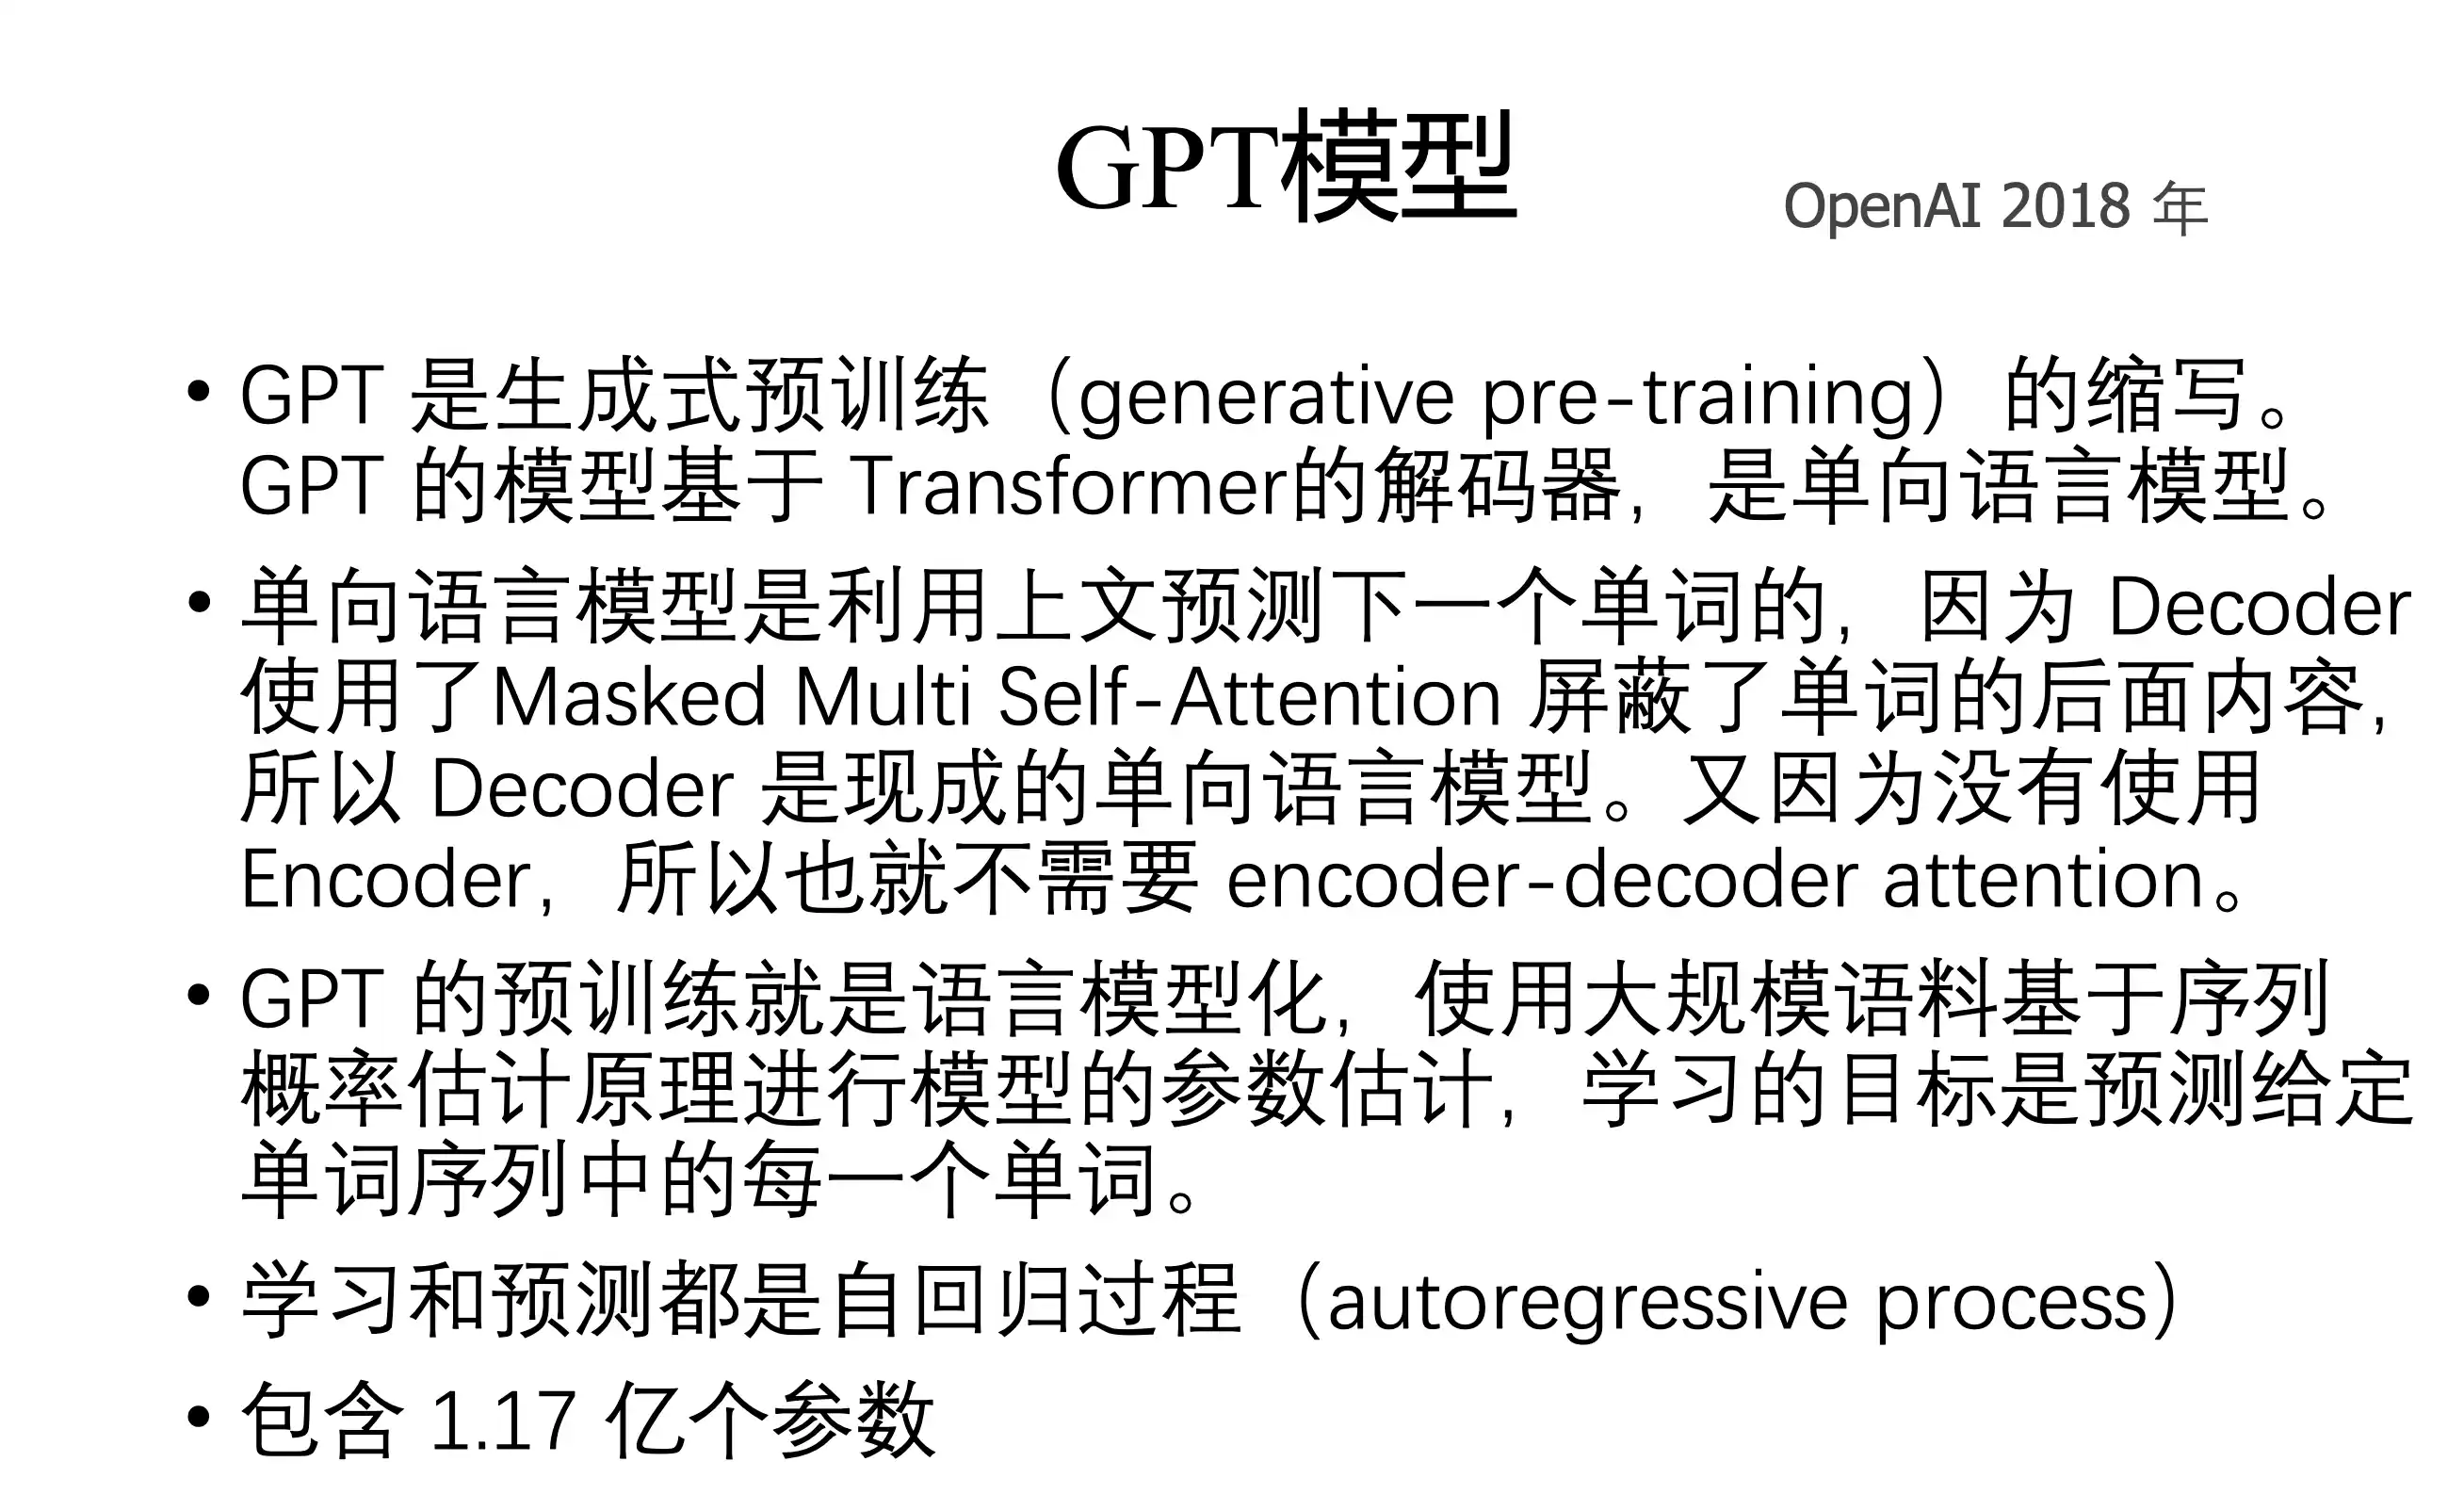 GPT模型
OpenAI 2018 年
• GPT 是生成式预训练（generative pre-training）的缩写。
GPT 的模型基于 Transformer的解码器，是单向语言模型。
• 单向语言模型是利用上文预测下一个单词的，因为 Decoder
使用了Masked Multi Self-Attention 屏蔽了单词的后面内容，
所以 Decoder 是现成的单向语言模型。又因为没有使用
Encoder，所以也就不需要 encoder-decoder attention。
• GPT 的预训练就是语言模型化，使用大规模语料基于序列
概率估计原理进行模型的参数估计，学习的目标是预测给定
单词序列中的每一个单词。
• 学习和预测都是自回归过程（autoregressive process）
• 包含 1.17 亿个参数